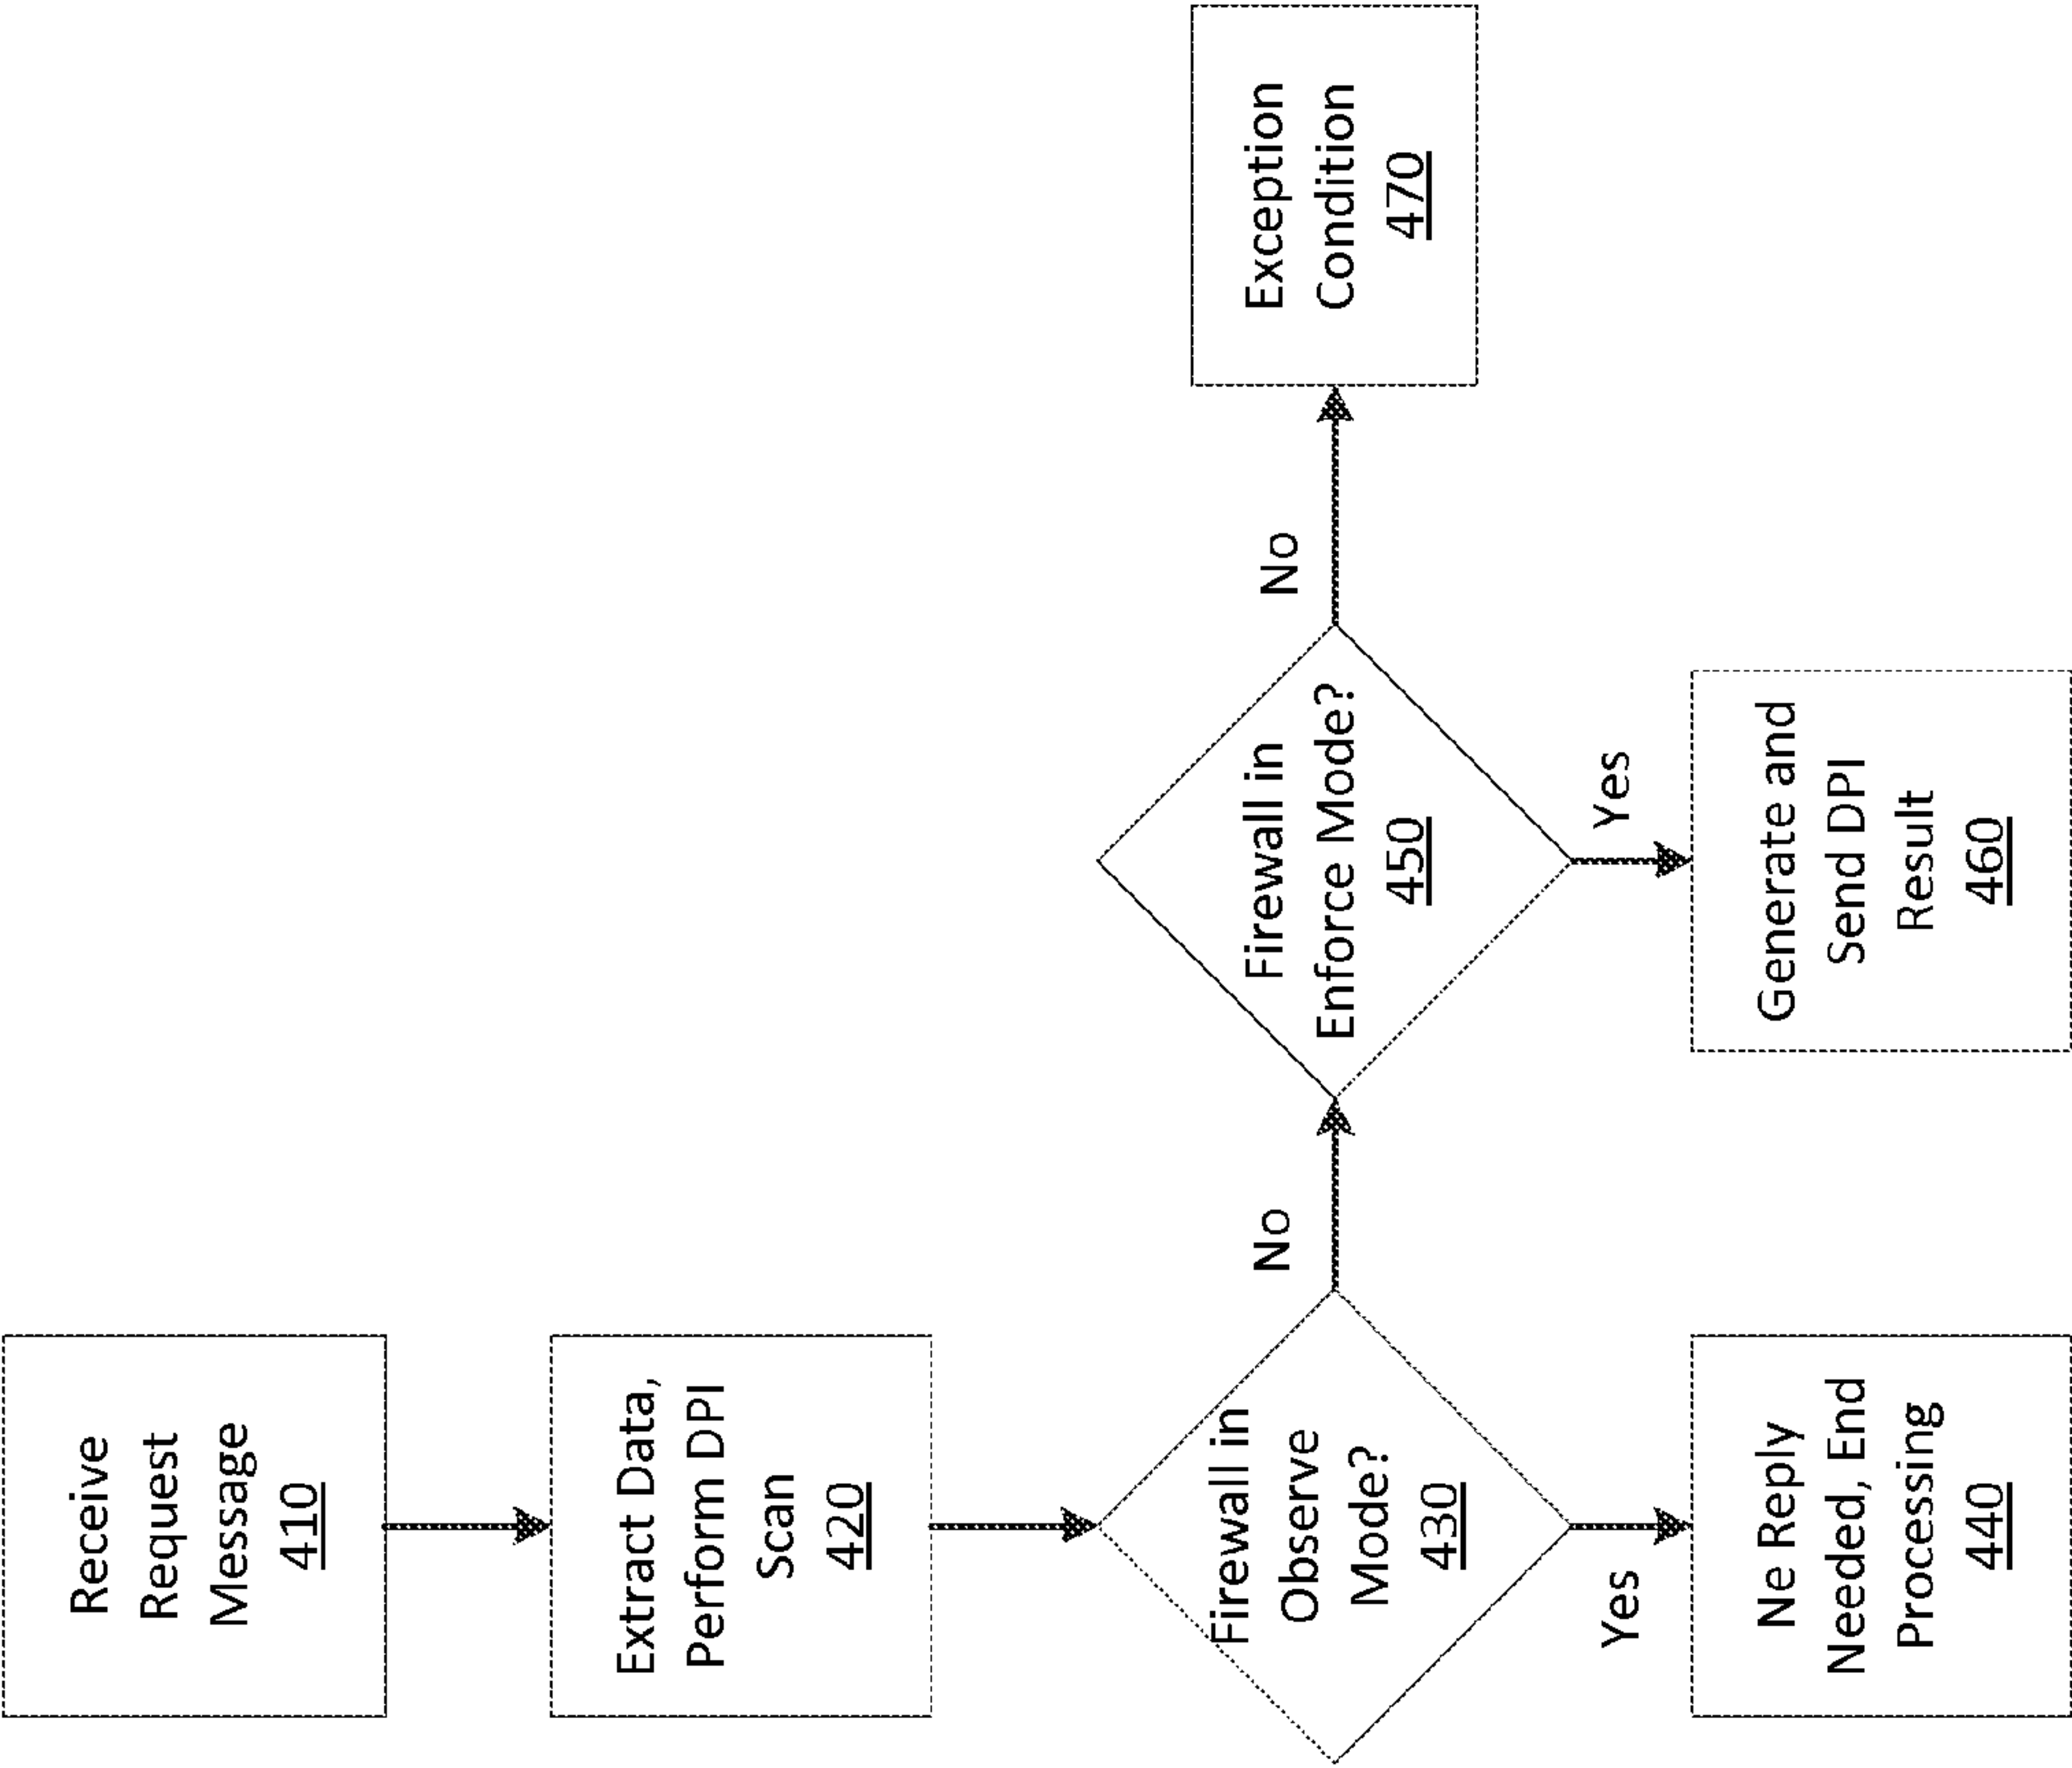 Receive
Request
Message
410
Extract Data,
Perform DPI
Scan
420
Firewall in
Observe
Mode?
430
Yes
Ne Reply
Needed, End
Processing
440
No
Firewall in
Enforce Mode?
450
Yes
Generate and
Send DPI
Result
460
No
Exception
Condition
470